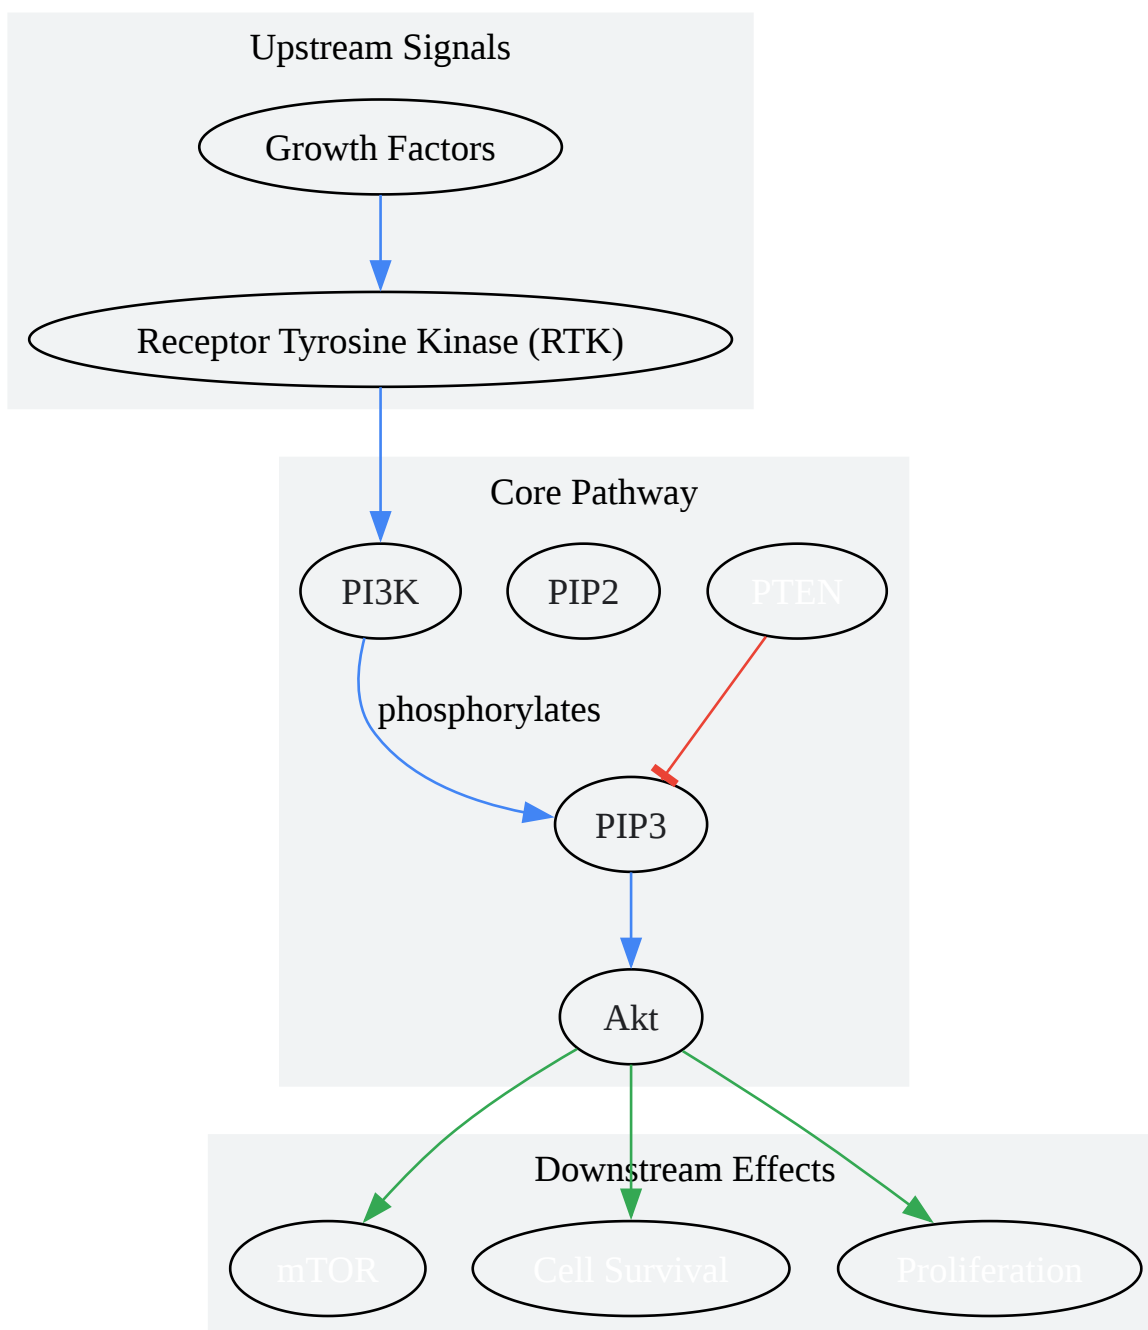 Upstream Signals
Growth Factors
Receptor Tyrosine Kinase (RTK)
Core Pathway
PI3K
PIP2
PTEN
phosphorylates
PIP3
Akt
Downstream Effects
mTOR
Cell Survival
Proliferation